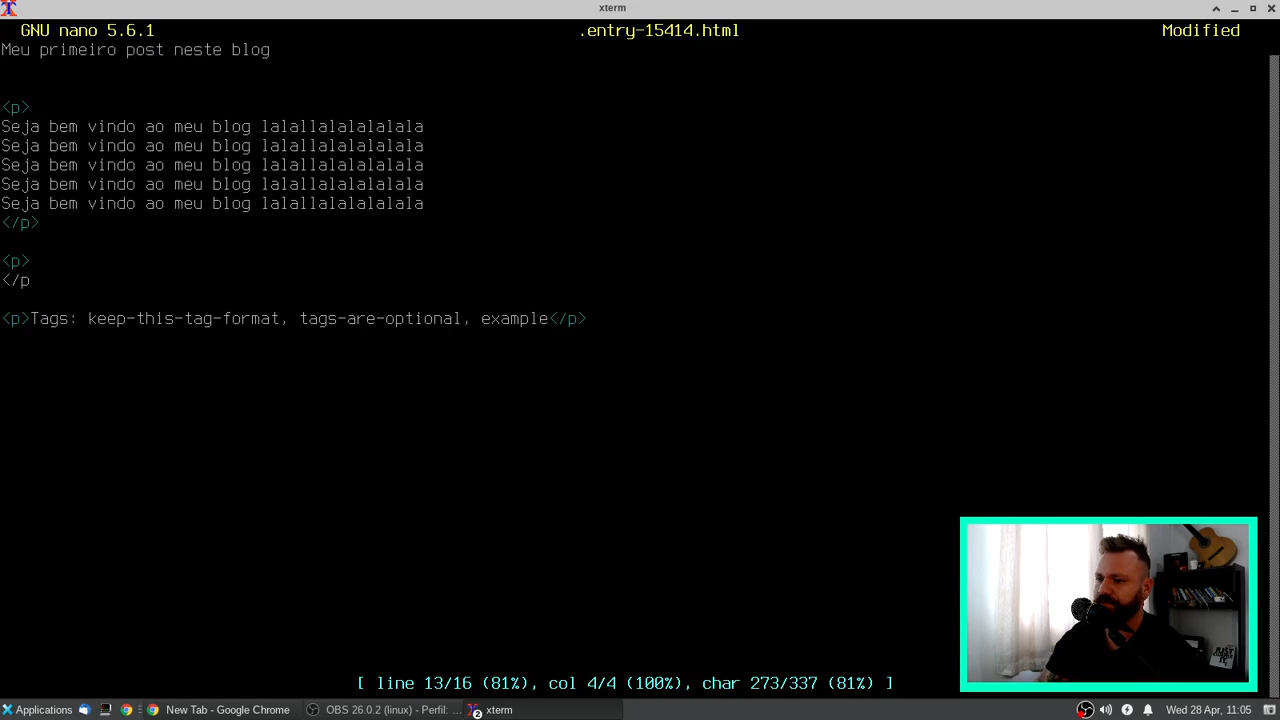 xterm
GNU nano 5.6.1 .entry-15414.html Modified
Meu primeiro post neste blog
<p>
Seja bem vindo ao meu blog lalallalalalalala
Seja bem vindo ao meu blog lalallalalalalala
Seja bem vindo ao meu blog lalallalalalalala
Seja bem vindo ao meu blog lalallalalalalala
Seja bem vindo ao meu blog lalallalalalalala
</p>
<p>
</p
<p>Tags: keep-this-tag-format, tags-are-optional, example</p>
[ line 13/16 (81%), col 4/4 (100%), char 273/337 (81%) ]
Applications New Tab - Google Chrome OBS 26.0.2 (linux) - Perfil: ... 2 xterm Wed 28 Apr, 11:05